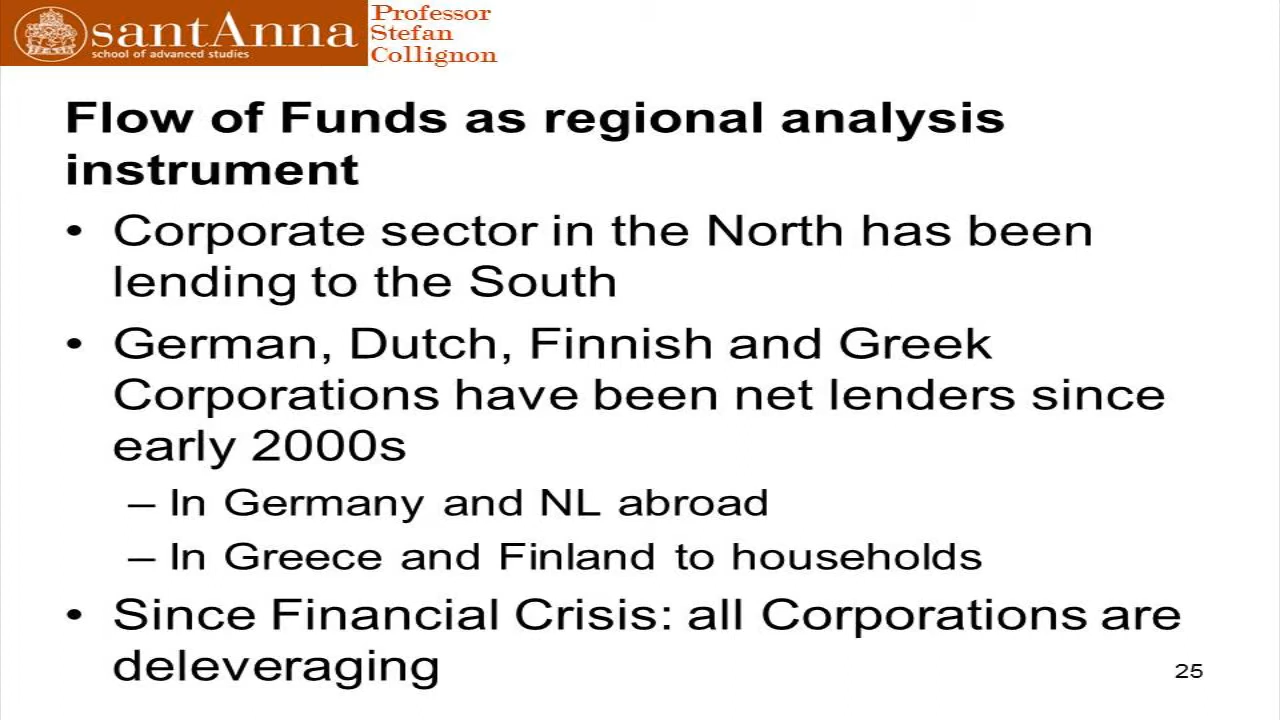 santAnna
school of advanced studies
Professor
Stefan
Collignon
Flow of Funds as regional analysis
instrument
• Corporate sector in the North has been
lending to the South
• German, Dutch, Finnish and Greek
Corporations have been net lenders since
early 2000s
– In Germany and NL abroad
– In Greece and Finland to households
• Since Financial Crisis: all Corporations are
deleveraging
25